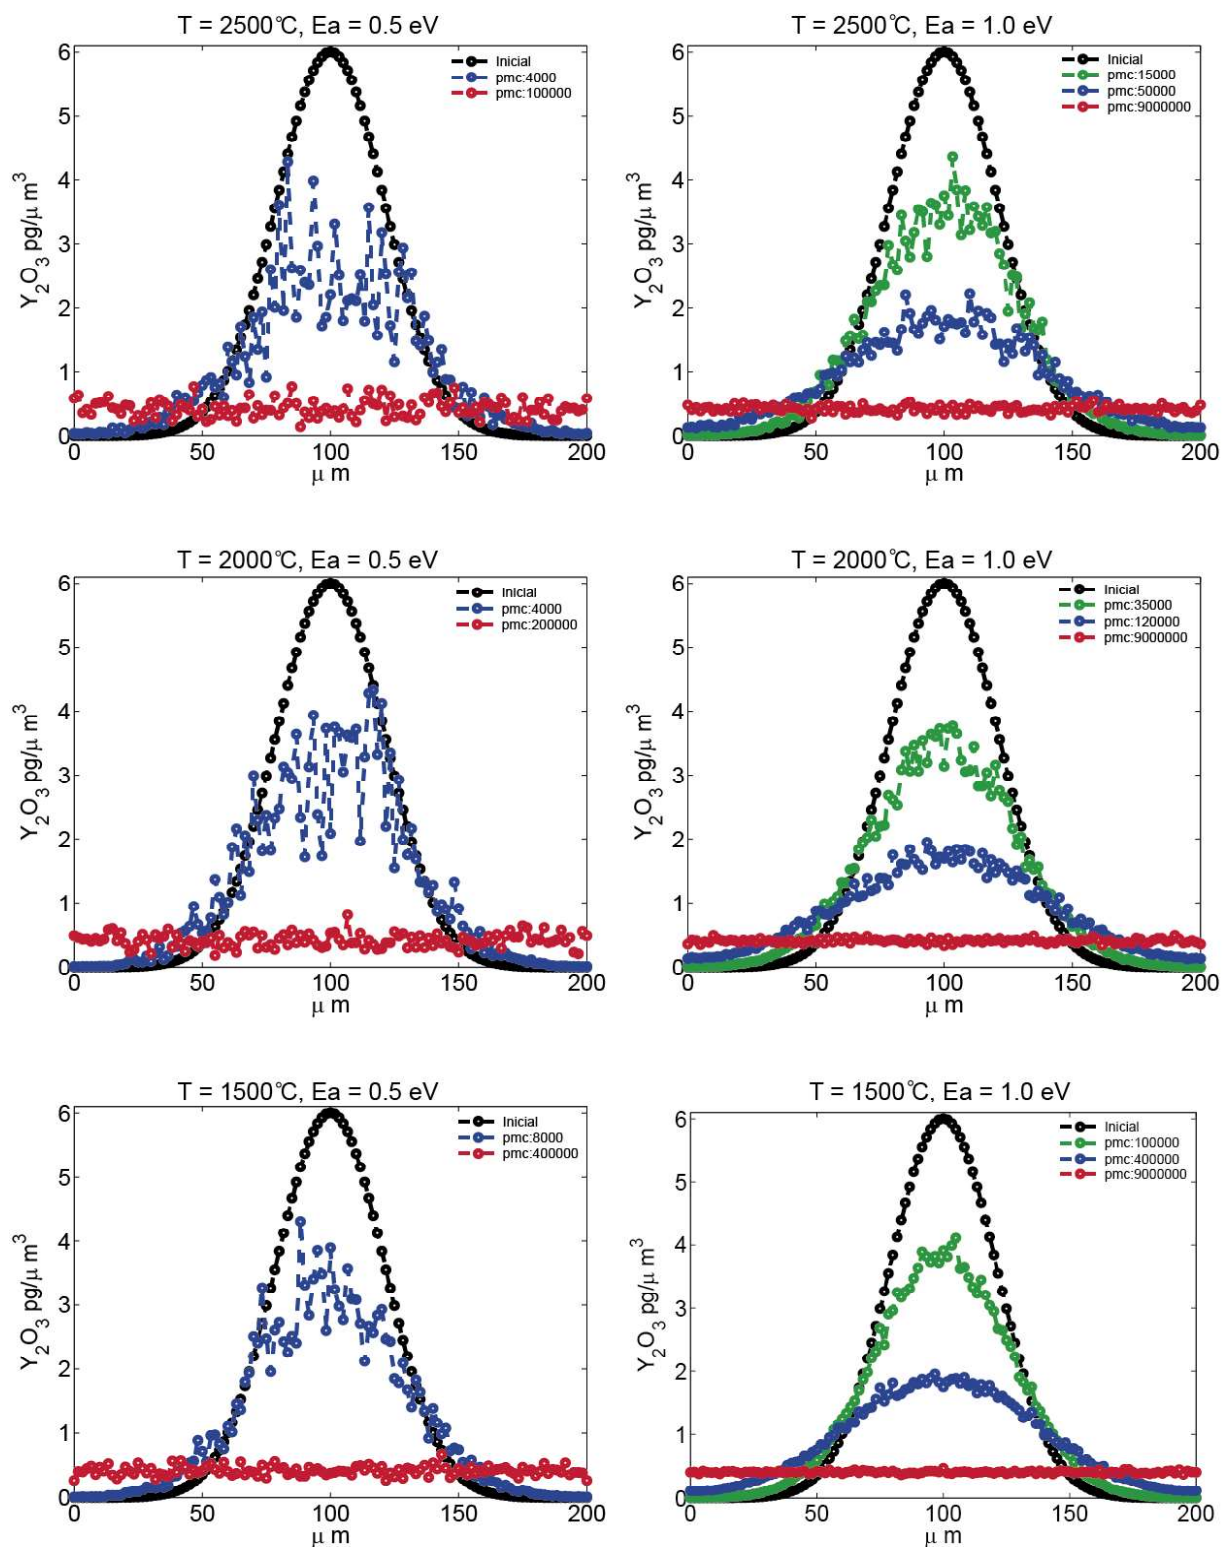 T = 2500℃, Ea = 0.5 eV
Inicial
pmc:4000
pmc:100000
Y₂O₃ pg/μ m³
6
5
4
3
2
1
0
0 50 100 150 200
μ m
T = 2500℃, Ea = 1.0 eV
Inicial
pmc:15000
pmc:50000
pmc:9000000
Y₂O₃ pg/μ m³
6
5
4
3
2
1
0
50 100 150 200
μ m
T = 2000℃, Ea = 0.5 eV
Inicial
pmc:4000
pmc:200000
Y₂O₃ pg/μ m³
6
5
4
3
2
1
0
0 50 100 150 200
μ m
T = 2000℃, Ea = 1.0 eV
Inicial
pmc:35000
pmc:120000
pmc:9000000
Y₂O₃ pg/μ m³
6
5
4
3
2
1
0
50 100 150 200
μ m
T = 1500℃, Ea = 0.5 eV
Inicial
pmc:8000
pmc:400000
Y₂O₃ pg/μ m³
6
5
4
3
2
1
0
0 50 100 150 200
μ m
T = 1500℃, Ea = 1.0 eV
Inicial
pmc:100000
pmc:400000
pmc:9000000
Y₂O₃ pg/μ m³
6
5
4
3
2
1
0
50 100 150 200
μ m